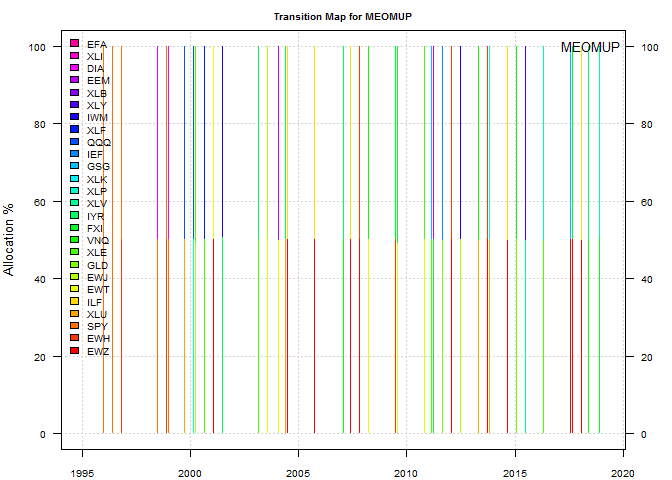 Transition Map for MEOMUP
MEOMUP
Allocation %
100
80
60
40
20
0
EFA
XLI
DIA
EEM
XLB
XLY
IWM
XLF
QQQ
IEF
GSG
XLK
XLP
XLV
IYR
FXI
VNQ
XLE
GLD
EWJ
EWT
ILF
XLU
SPY
EWH
EWZ
100
80
60
40
20
0
1995 2000 2005 2010 2015 2020